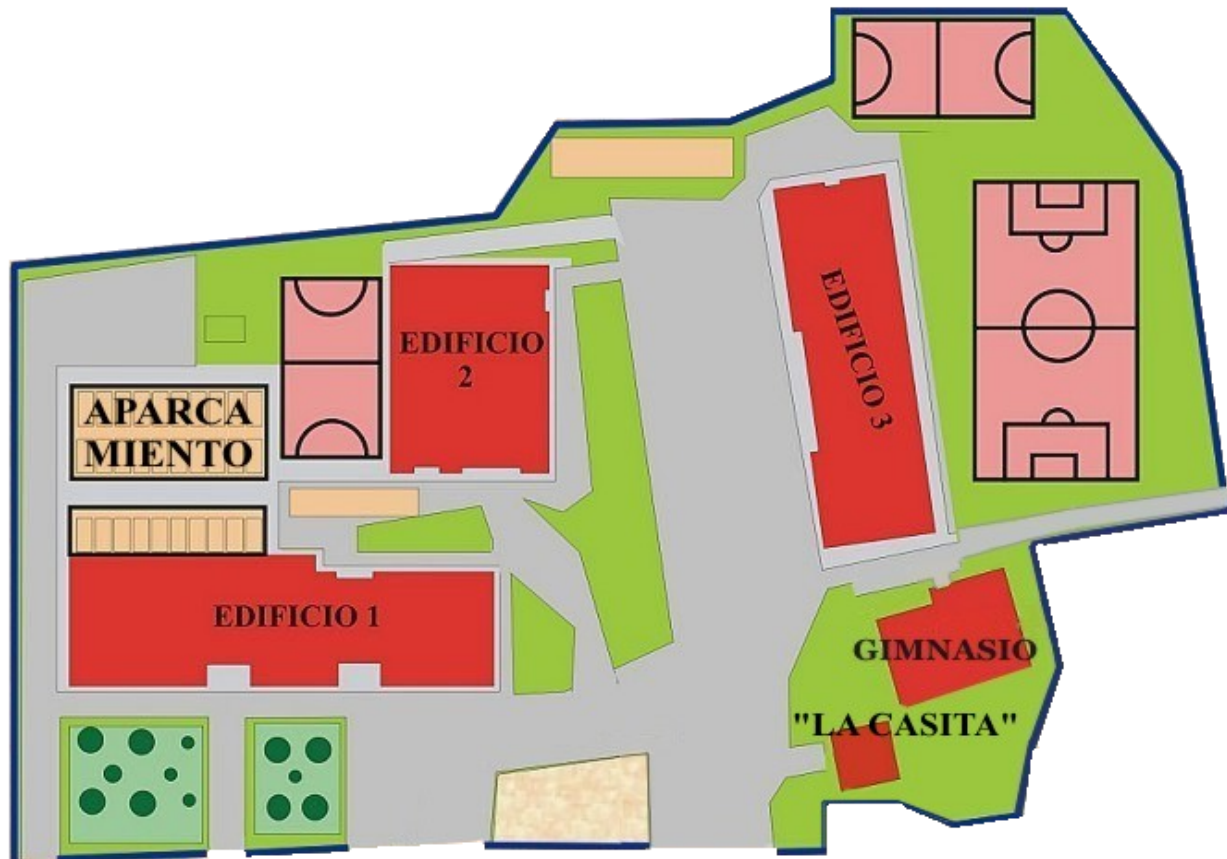 EDIFICIO
2
EDIFICIO 3
APARCA
MIENTO
EDIFICIO 1
GIMNASIO
"LA CASITA"